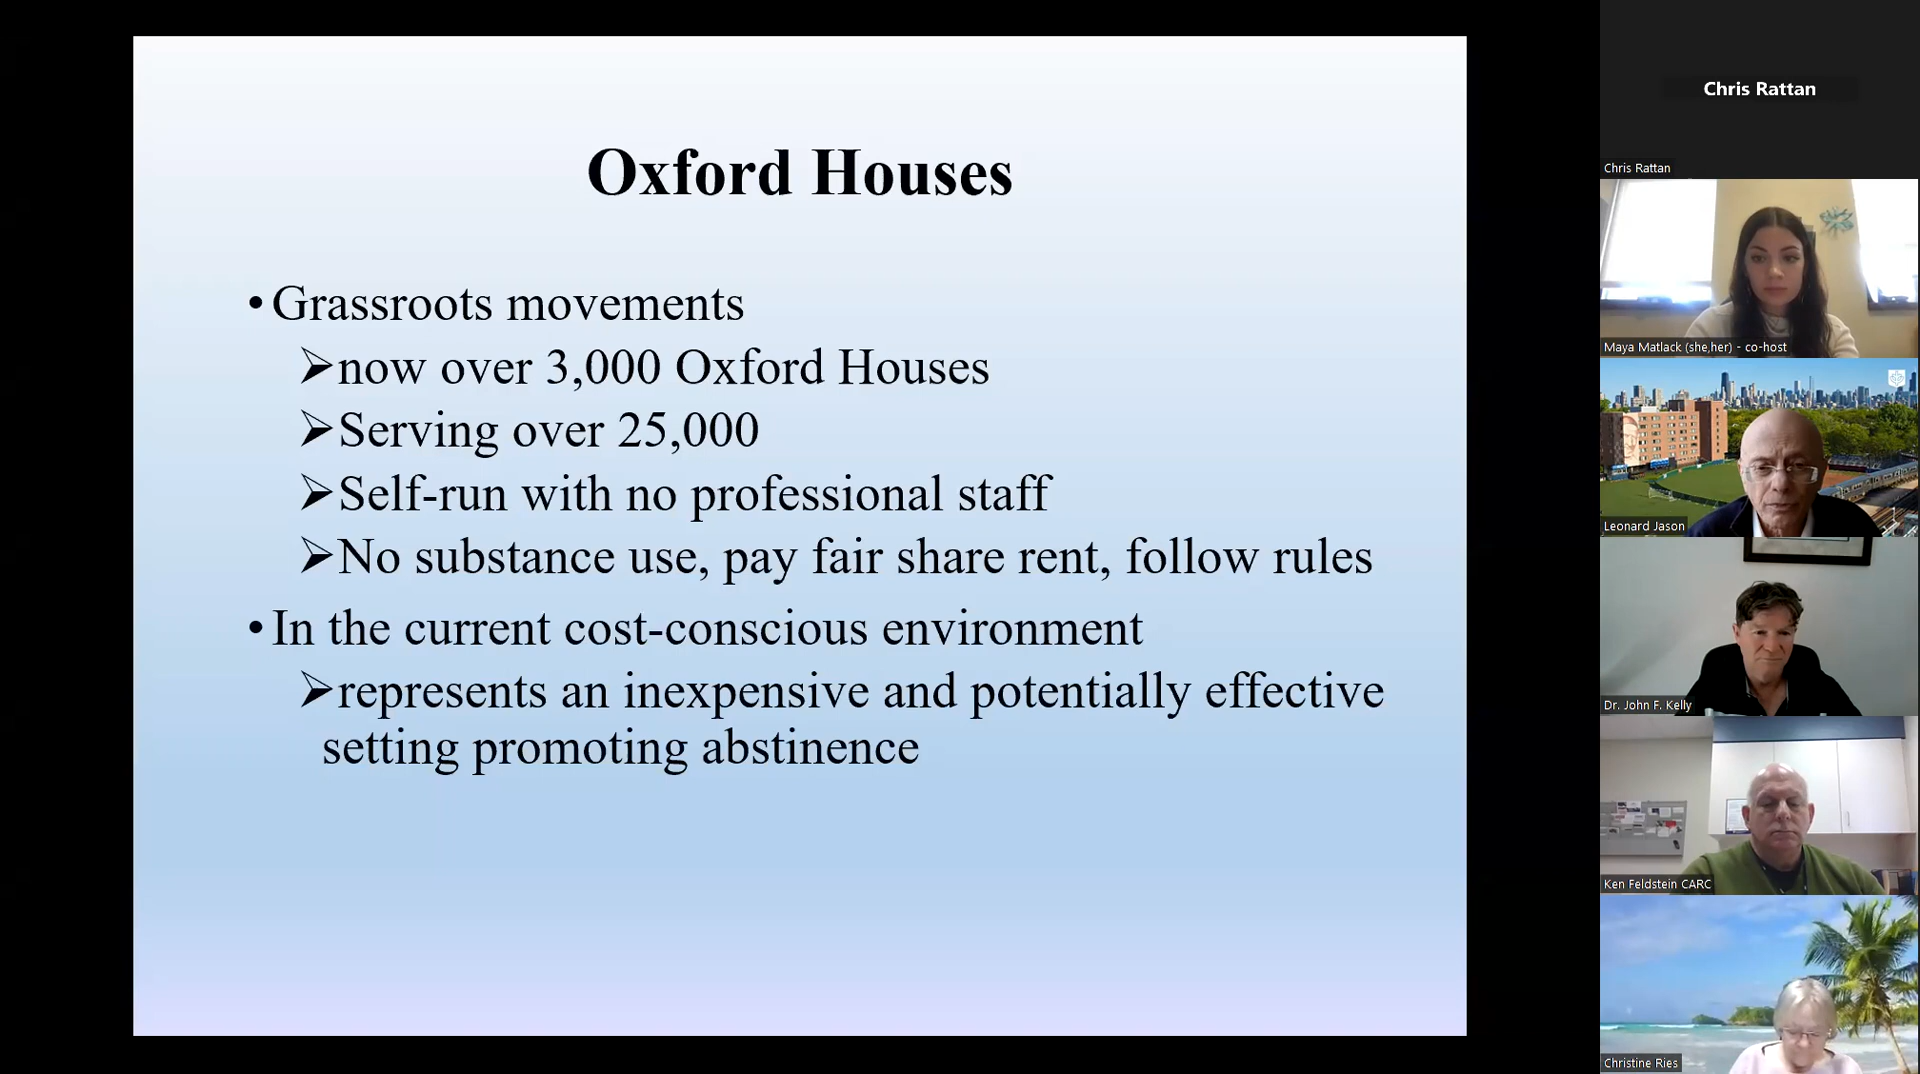 Oxford Houses
• Grassroots movements
➢now over 3,000 Oxford Houses
➢Serving over 25,000
➢Self-run with no professional staff
➢No substance use, pay fair share rent, follow rules
• In the current cost-conscious environment
➢represents an inexpensive and potentially effective
setting promoting abstinence
Chris Rattan
Chris Rattan
Maya Matlack (she,her) - co-host
Leonard Jason
Dr. John F. Kelly
Ken Feldstein CARC
Christine Ries